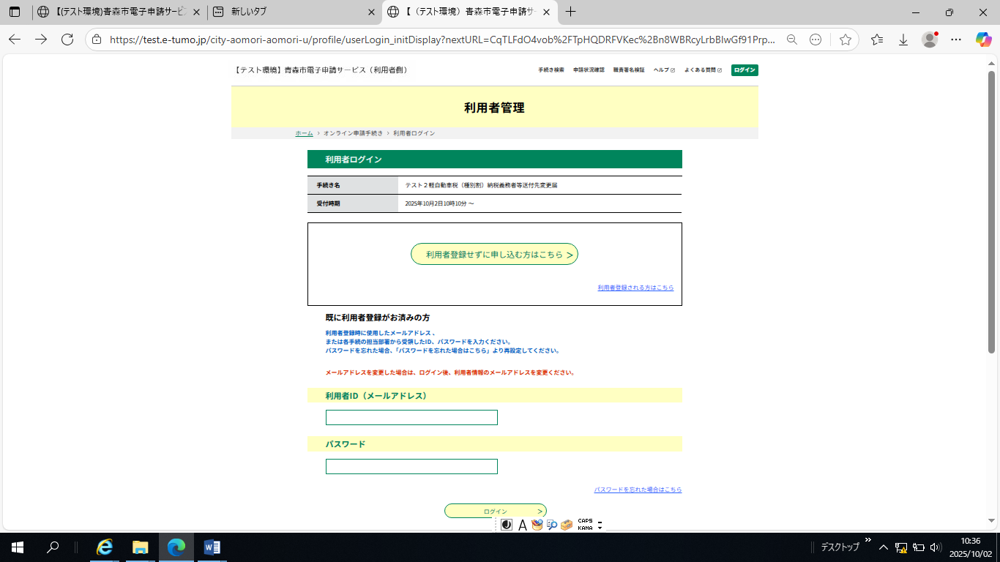 【(テスト環境)青森市電子申請サービス
新しいタブ
【（テスト環境）青森市電子申請サー
https://test.e-tumo.jp/city-aomori-aomori-u/profile/userLogin_initDisplay?nextURL=CqTLFdO4vob%2FTpHQDRFVKec%2Bn8WBRcyLrbBIwGf91Prp...
【テスト環境】青森市電子申請サービス（利用者側）
手続き検索 申請状況確認 職責署名検証 ヘルプ よくある質問 ログイン
利用者管理
ホーム > オンライン申請手続き > 利用者ログイン
利用者ログイン
手続き名 テスト２軽自動車税（種別割）納税義務者等送付先変更届
受付時期 2025年10月2日10時10分 ～
利用者登録せずに申し込む方はこちら >
利用者登録される方はこちら
既に利用者登録がお済みの方
利用者登録時に使用したメールアドレス 、
または各手続の担当部署から受領したID、パスワードを入力ください。
パスワードを忘れた場合、「パスワードを忘れた場合はこちら」より再設定してください。
メールアドレスを変更した場合は、ログイン後、利用者情報のメールアドレスを変更ください。
利用者ID（メールアドレス）
パスワード
パスワードを忘れた場合はこちら
ログイン >
A
CAPS
KANA
デスクトップ
10:36
2025/10/02